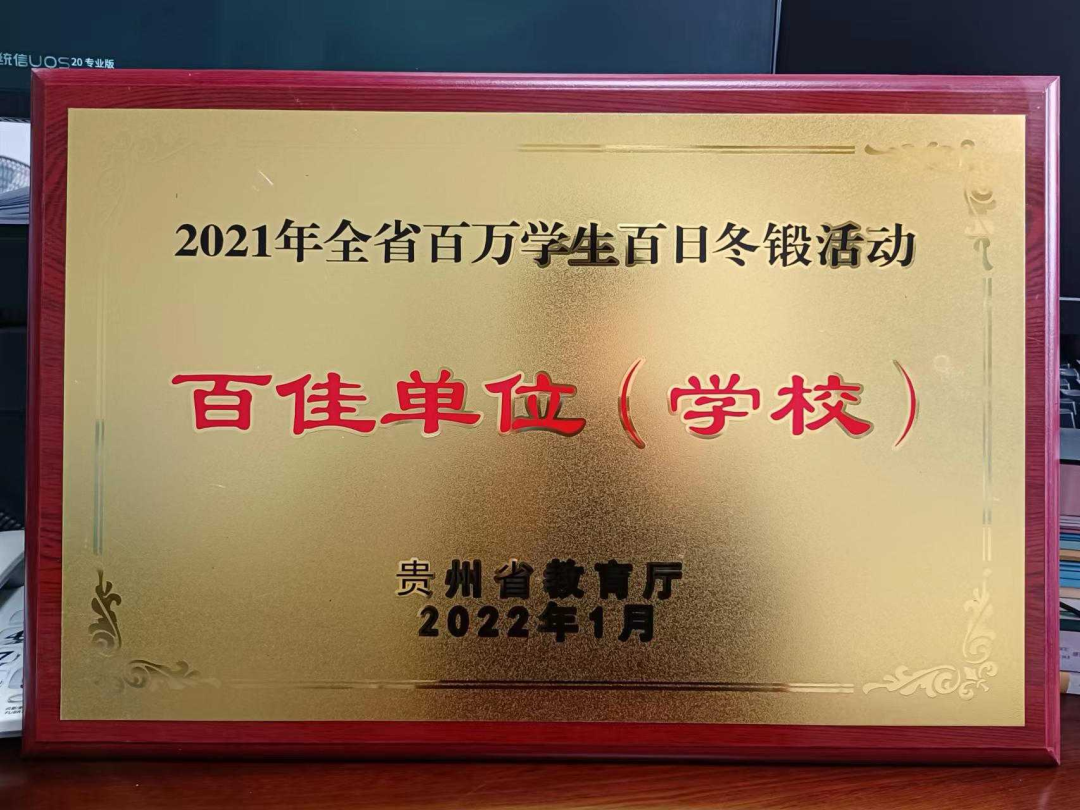 统信UOS 20 专业版
2021年全省百万学生百日冬锻活动
百佳单位（学校）
贵州省教育厅
2022年1月